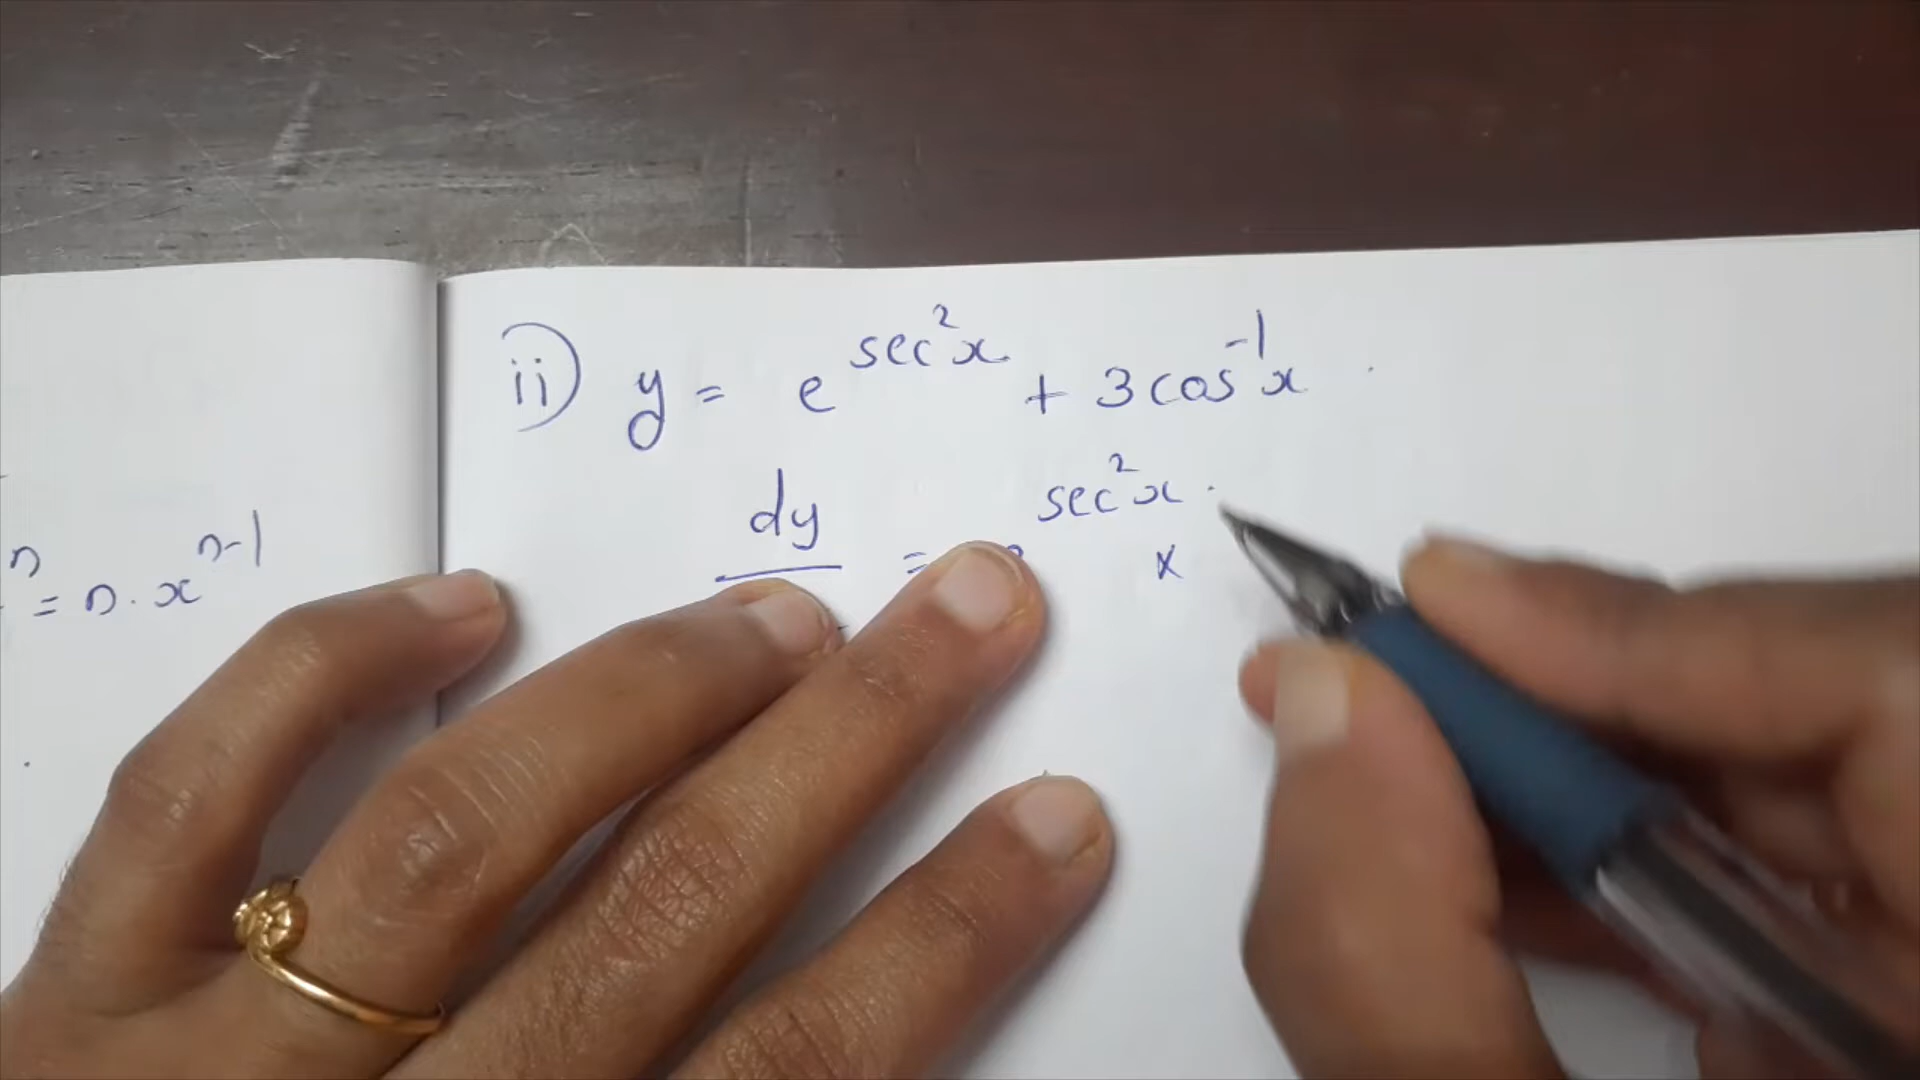 ii) y = e^{sec²x} + 3cos⁻¹x
dy = e^{sec²x} ×
n = n·x^{n-1}